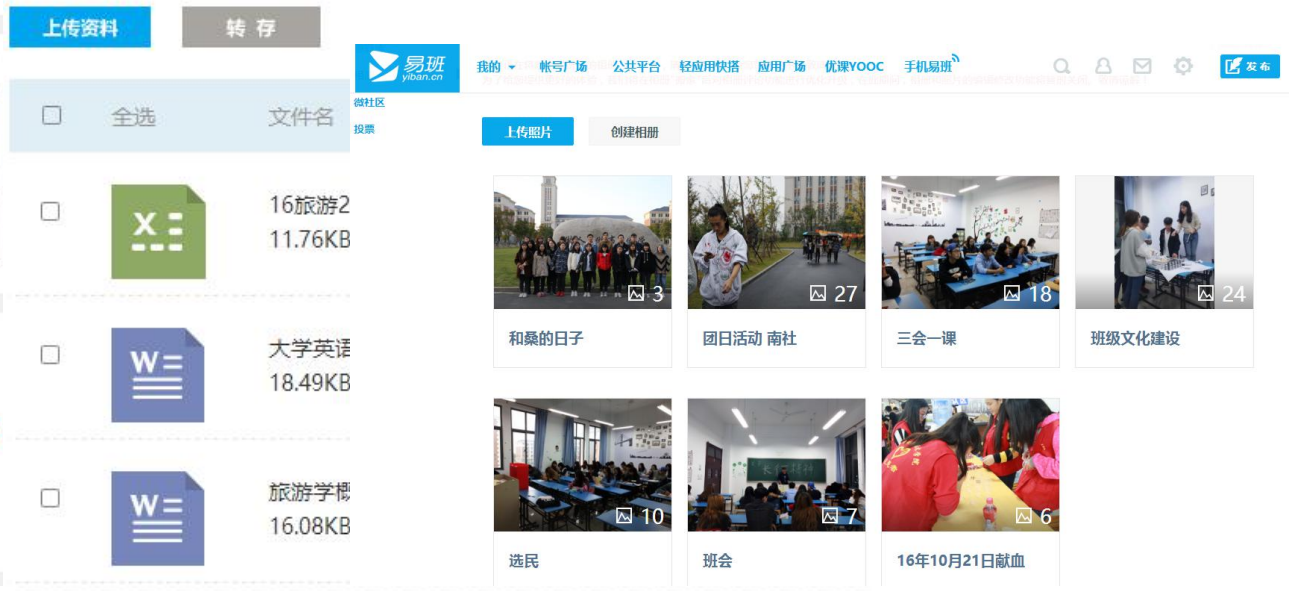 上传资料
转 存
全选
文件名
16旅游2
11.76KB
大学英语
18.49KB
旅游学概
16.08KB
易班
yiban.cn
我的
帐号广场
公共平台
轻应用快搭
应用广场
优课YOOC
手机易班
发布
微社区
投票
上传照片
创建相册
3
和桑的日子
27
团日活动 南社
18
三会一课
24
班级文化建设
10
选民
7
班会
6
16年10月21日献血